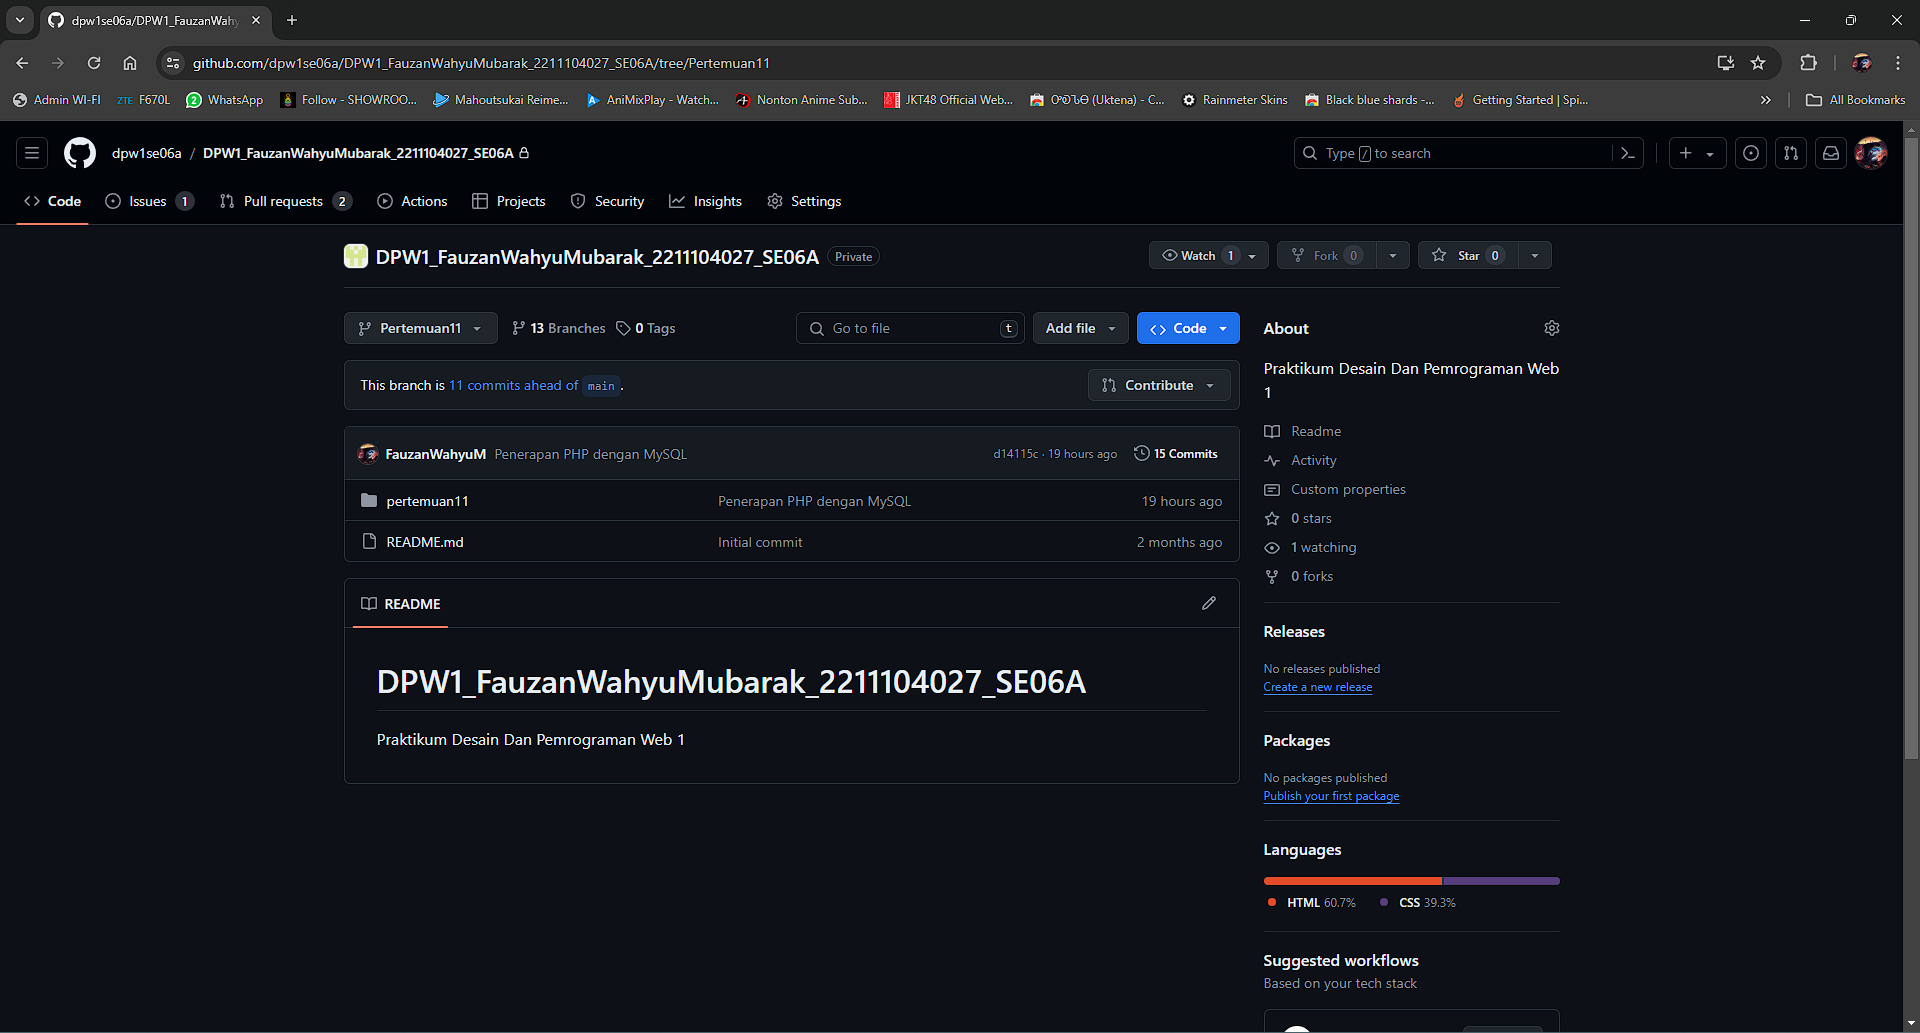 dpw1se06a/DPW1_FauzanWahy
github.com/dpw1se06a/DPW1_FauzanWahyuMubarak_2211104027_SE06A/tree/Pertemuan11
Admin WI-FI ZTE F670L WhatsApp Follow - SHOWROO... Mahoutsukai Reime... AniMixPlay - Watch... Nonton Anime Sub... JKT48 Official Web... (Uktena) - C... Rainmeter Skins Black blue shards -... Getting Started | Spi... All Bookmarks
dpw1se06a / DPW1_FauzanWahyuMubarak_2211104027_SE06A Type / to search
Code Issues 1 Pull requests 2 Actions Projects Security Insights Settings
DPW1_FauzanWahyuMubarak_2211104027_SE06A Private Watch 1 Fork 0 Star 0
Pertemuan11 13 Branches 0 Tags Go to file t Add file Code
This branch is 11 commits ahead of main . Contribute
FauzanWahyuM Penerapan PHP dengan MySQL d14115c · 19 hours ago 15 Commits
pertemuan11 Penerapan PHP dengan MySQL 19 hours ago
README.md Initial commit 2 months ago
README
DPW1_FauzanWahyuMubarak_2211104027_SE06A
Praktikum Desain Dan Pemrograman Web 1
About
Praktikum Desain Dan Pemrograman Web
1
Readme
Activity
Custom properties
0 stars
1 watching
0 forks
Releases
No releases published
Create a new release
Packages
No packages published
Publish your first package
Languages
HTML 60.7% CSS 39.3%
Suggested workflows
Based on your tech stack